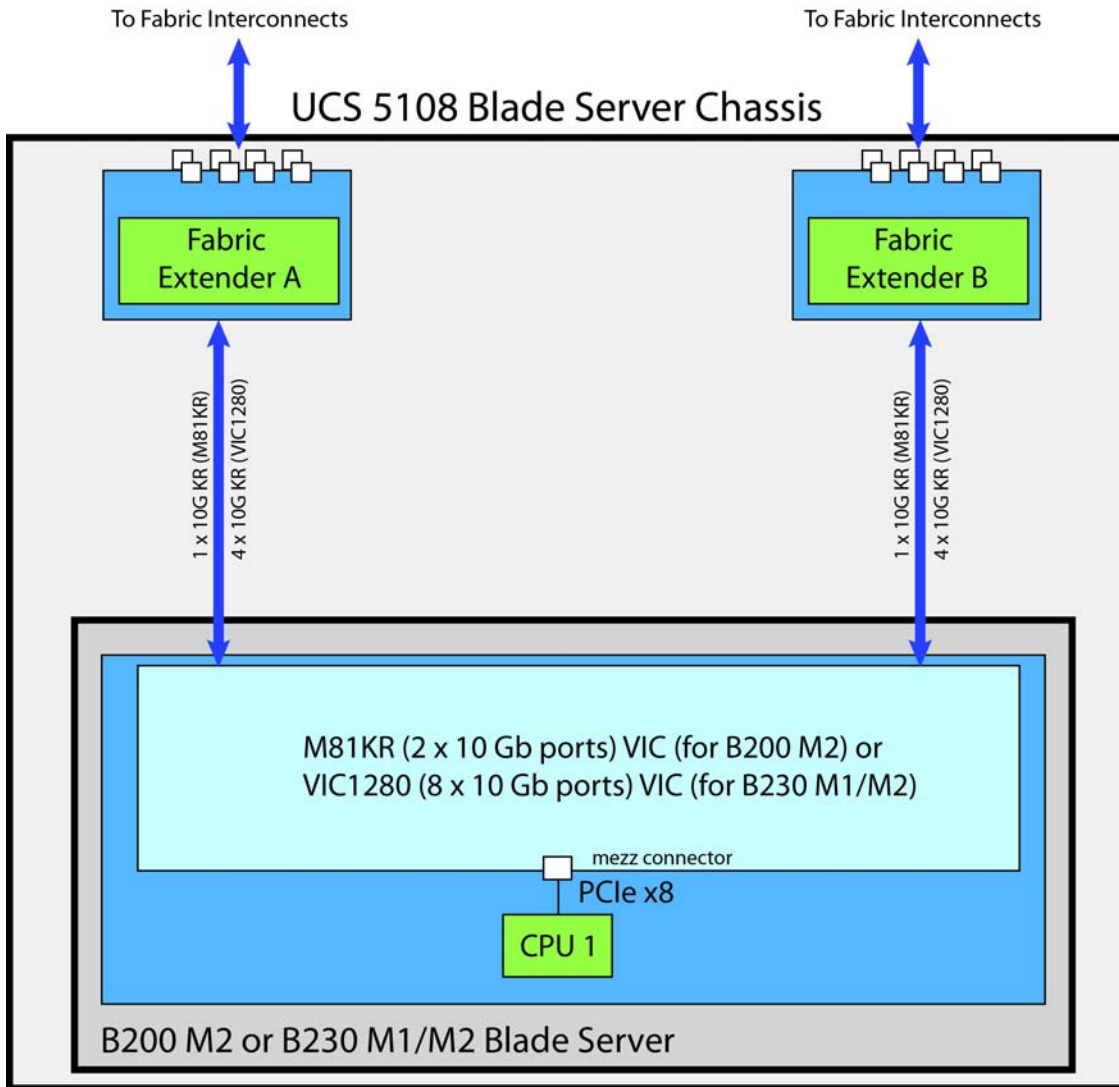 To Fabric Interconnects
To Fabric Interconnects
UCS 5108 Blade Server Chassis
Fabric
Extender A
Fabric
Extender B
1 x 10G KR (M81KR)
4 x 10G KR (VIC1280)
1 x 10G KR (M81KR)
4 x 10G KR (VIC1280)
M81KR (2 x 10 Gb ports) VIC (for B200 M2) or
VIC1280 (8 x 10 Gb ports) VIC (for B230 M1/M2)
mezz connector
PCIe x8
CPU 1
B200 M2 or B230 M1/M2 Blade Server